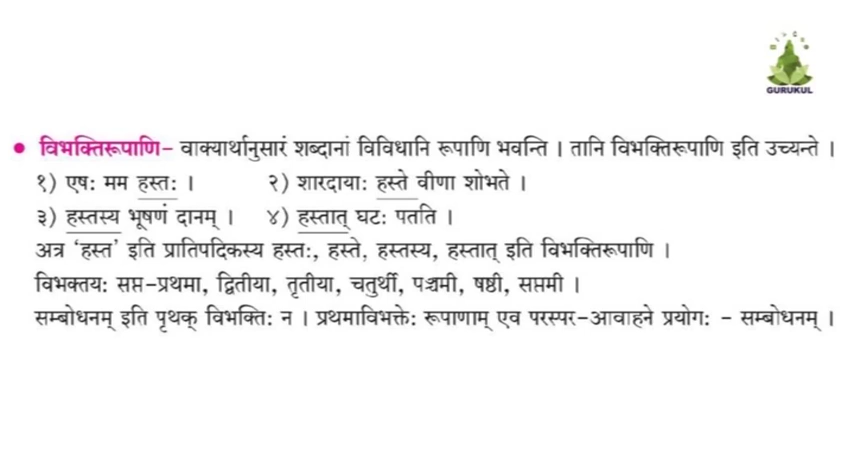 GURUKUL
• विभक्तिरूपाणि- वाक्यार्थानुसारं शब्दानां विविधानि रूपाणि भवन्ति । तानि विभक्तिरूपाणि इति उच्यन्ते ।
१) एषः मम हस्तः । २) शारदायाः हस्ते वीणा शोभते ।
३) हस्तस्य भूषणं दानम् । ४) हस्तात् घटः पतति ।
अत्र ‘हस्त’ इति प्रातिपदिकस्य हस्तः, हस्ते, हस्तस्य, हस्तात् इति विभक्तिरूपाणि ।
विभक्तयः सप्त-प्रथमा, द्वितीया, तृतीया, चतुर्थी, पञ्चमी, षष्ठी, सप्तमी ।
सम्बोधनम् इति पृथक् विभक्तिः न । प्रथमाविभक्तेः रूपाणाम् एव परस्पर-आवाहने प्रयोगः - सम्बोधनम् ।